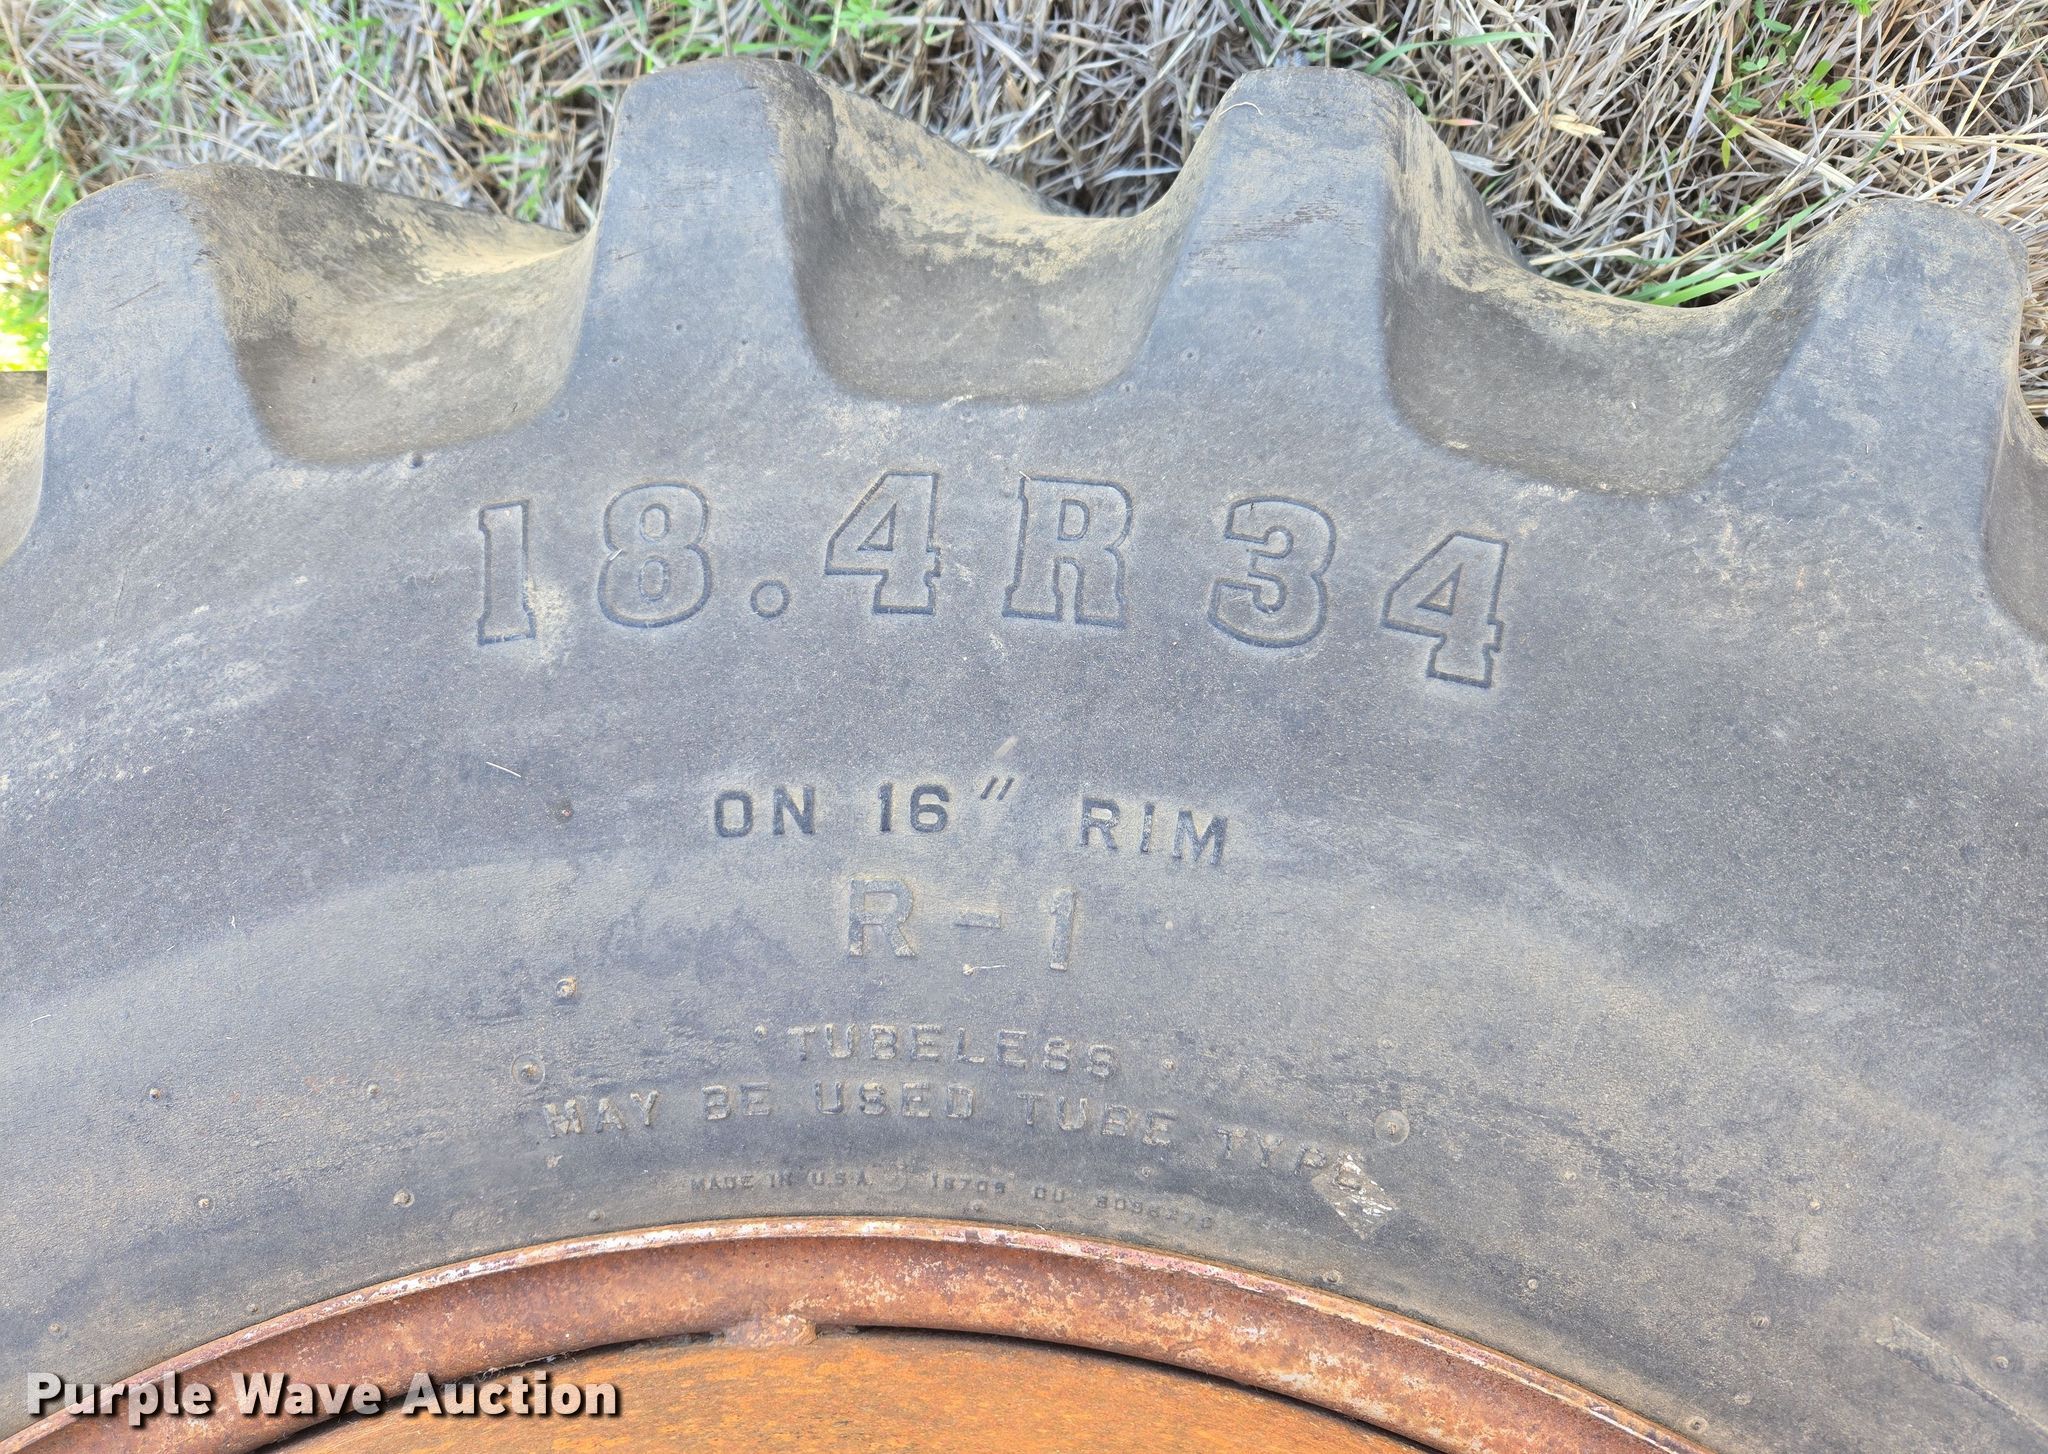 18.4R34
ON 16" RIM
R-1
TUBELESS
MAY BE USED TUBE TYPE
MADE IN U.S.A.
Purple Wave Auction